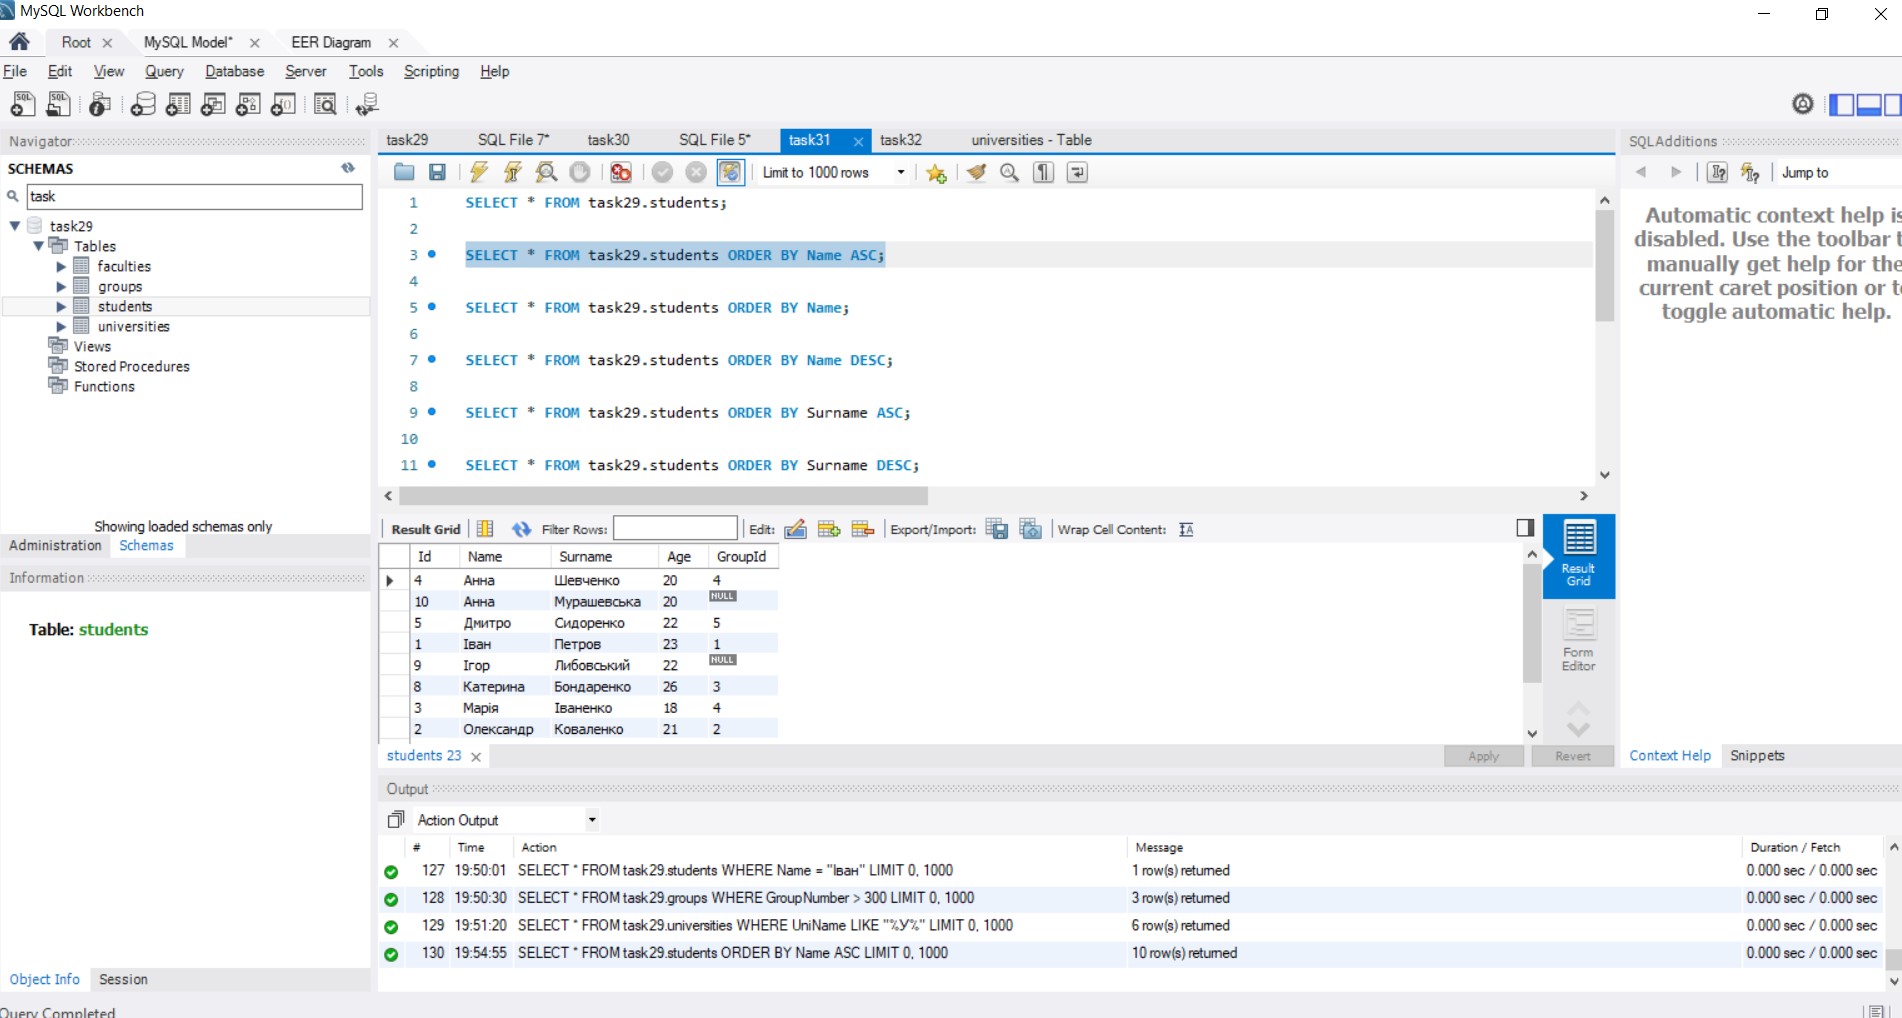 MySQL Workbench
Root MySQL Model* EER Diagram
File Edit View Query Database Server Tools Scripting Help
Navigator
SCHEMAS
task
task29
Tables
faculties
groups
students
universities
Views
Stored Procedures
Functions
Showing loaded schemas only
Administration Schemas
Information
Table: students
Object Info Session
Query Completed
task29 SQL File 7* task30 SQL File 5* task31 task32 universities - Table
Limit to 1000 rows
1 SELECT * FROM task29.students;
2
3 SELECT * FROM task29.students ORDER BY Name ASC;
4
5 SELECT * FROM task29.students ORDER BY Name;
6
7 SELECT * FROM task29.students ORDER BY Name DESC;
8
9 SELECT * FROM task29.students ORDER BY Surname ASC;
10
11 SELECT * FROM task29.students ORDER BY Surname DESC;
Result Grid Filter Rows: Edit: Export/Import: Wrap Cell Content:
Id Name Surname Age GroupId
4 Анна Шевченко 20 4
10 Анна Мурашевська 20 NULL
5 Дмитро Сидоренко 22 5
1 Іван Петров 23 1
9 Ігор Либовський 22 NULL
8 Катерина Бондаренко 26 3
3 Марія Іваненко 18 4
2 Олександр Коваленко 21 2
Result
Grid
Form
Editor
students 23 Apply Revert
Output
Action Output
# Time Action Message Duration / Fetch
127 19:50:01 SELECT * FROM task29.students WHERE Name = "Іван" LIMIT 0, 1000 1 row(s) returned 0.000 sec / 0.000 sec
128 19:50:30 SELECT * FROM task29.groups WHERE GroupNumber > 300 LIMIT 0, 1000 3 row(s) returned 0.000 sec / 0.000 sec
129 19:51:20 SELECT * FROM task29.universities WHERE UniName LIKE "%У%" LIMIT 0, 1000 6 row(s) returned 0.000 sec / 0.000 sec
130 19:54:55 SELECT * FROM task29.students ORDER BY Name ASC LIMIT 0, 1000 10 row(s) returned 0.000 sec / 0.000 sec
SQLAdditions
Jump to
Automatic context help is
disabled. Use the toolbar t
manually get help for the
current caret position or to
toggle automatic help.
Context Help Snippets